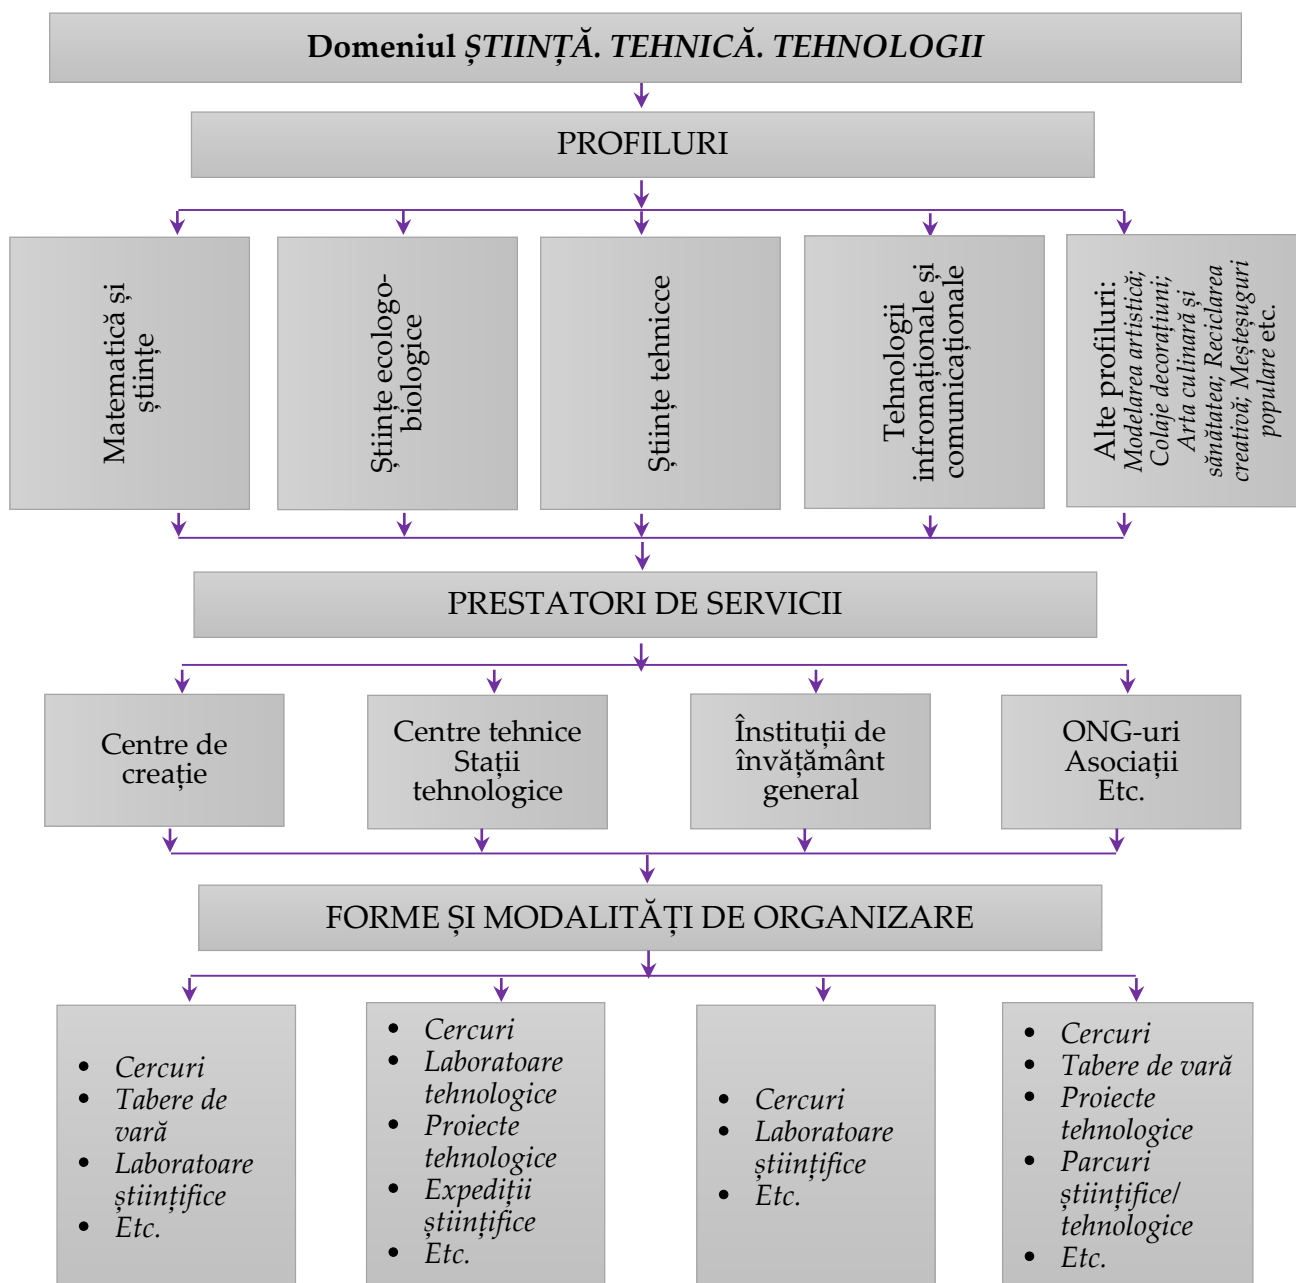 Domeniul ȘTIINȚĂ. TEHNICĂ. TEHNOLOGII
PROFILURI
Matematică și
științe
Științe ecologo-
biologice
Științe tehnicce
Tehnologii
infromaționale și
comunicaționale
Alte profiluri:
Modelarea artistică;
Colaje decorațiuni;
Arta culinară și
sănătatea; Reciclarea
creativă; Meșteșuguri
populare etc.
PRESTATORI DE SERVICII
Centre de
creație
Centre tehnice
Stații
tehnologice
Înstituții de
învățământ
general
ONG-uri
Asociații
Etc.
FORME ȘI MODALITĂȚI DE ORGANIZARE
• Cercuri
• Tabere de
vară
• Laboratoare
științifice
• Etc.
• Cercuri
• Laboratoare
tehnologice
• Proiecte
tehnologice
• Expediții
științifice
• Etc.
• Cercuri
• Laboratoare
științifice
• Etc.
• Cercuri
• Tabere de vară
• Proiecte
tehnologice
• Parcuri
științifice/
tehnologice
• Etc.